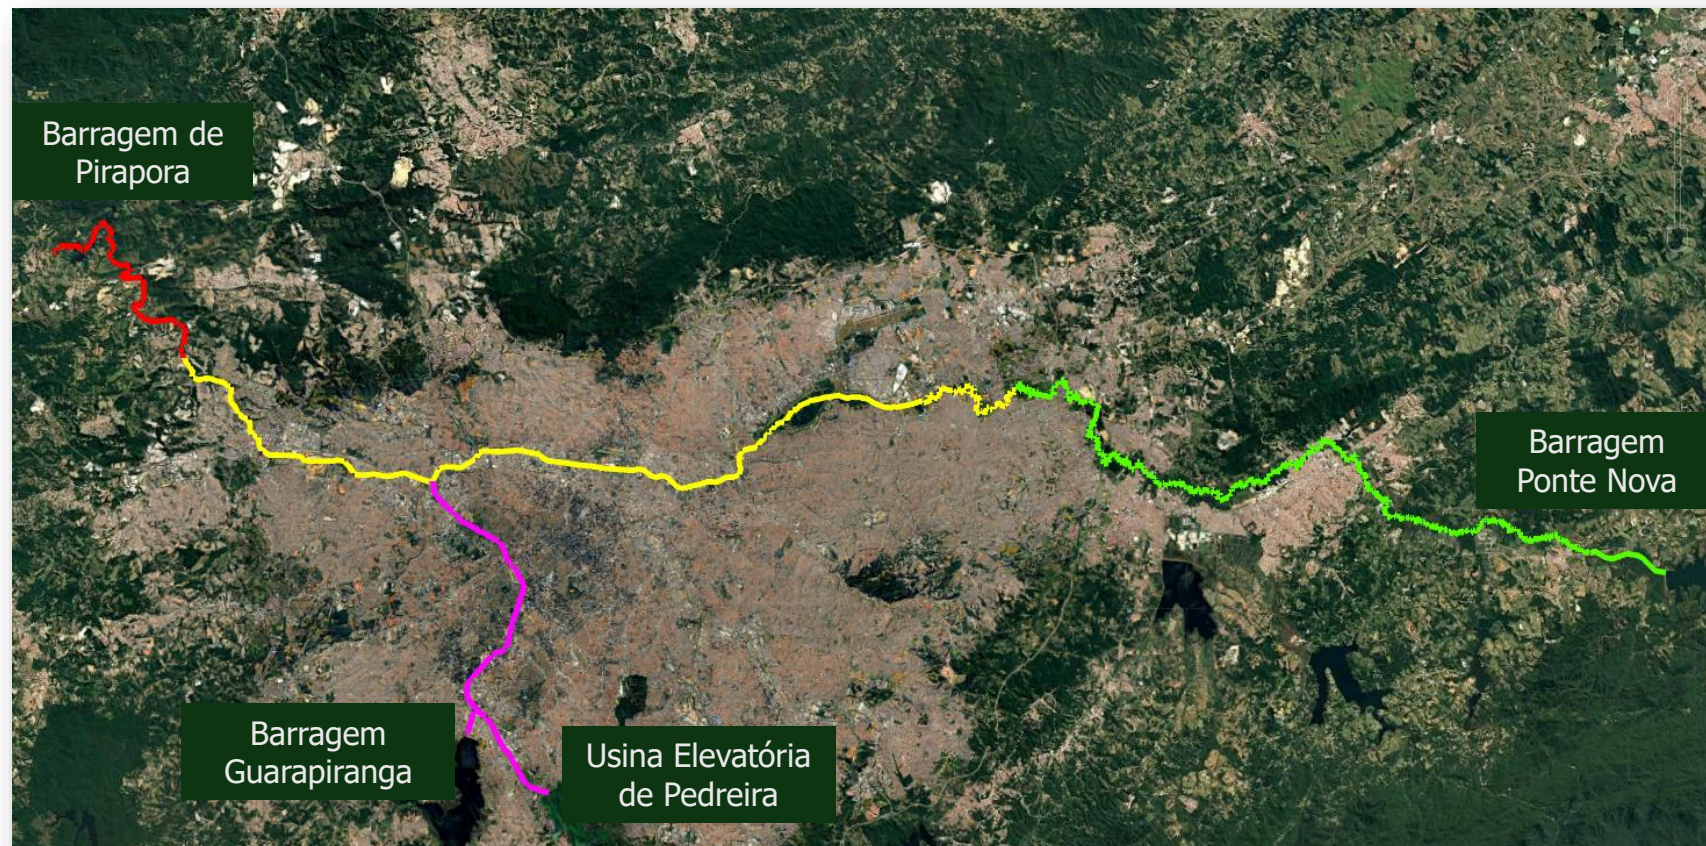 Barragem de
Pirapora
Barragem
Ponte Nova
Barragem
Guarapiranga
Usina Elevatória
de Pedreira